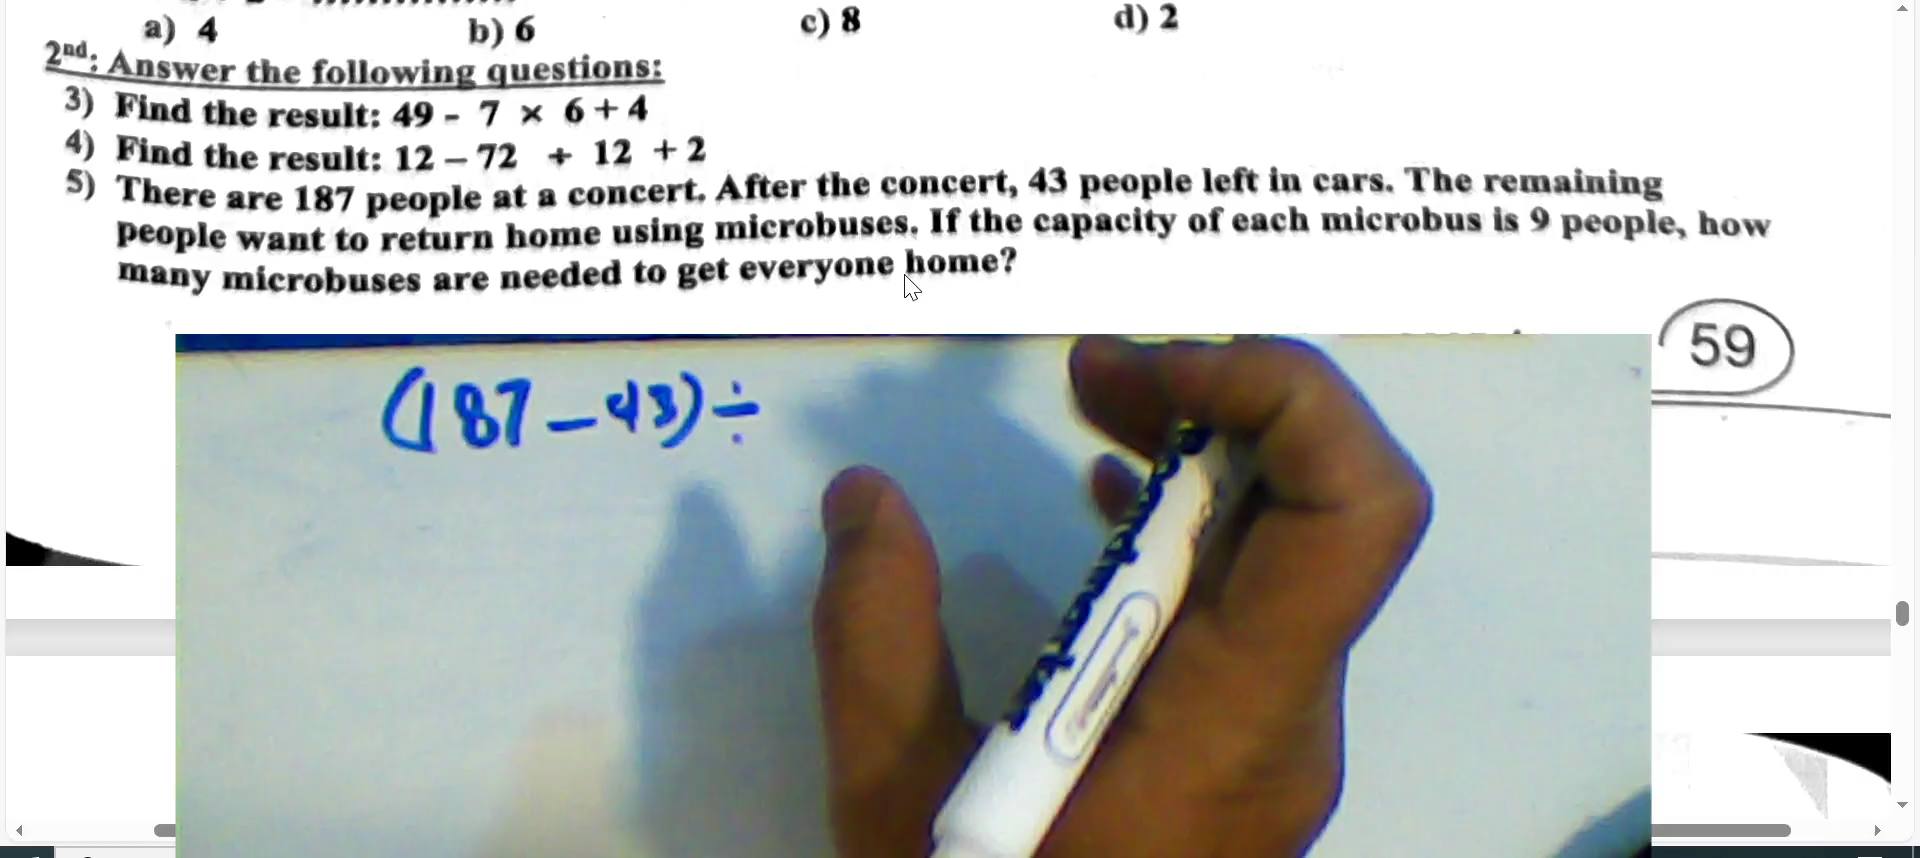 a) 4 b) 6 c) 8 d) 2
2nd: Answer the following questions:
3) Find the result: 49 - 7 × 6 + 4
4) Find the result: 12 – 72 ÷ 12 + 2
5) There are 187 people at a concert. After the concert, 43 people left in cars. The remaining
people want to return home using microbuses. If the capacity of each microbus is 9 people, how
many microbuses are needed to get everyone home?
59
(187 – 43) ÷